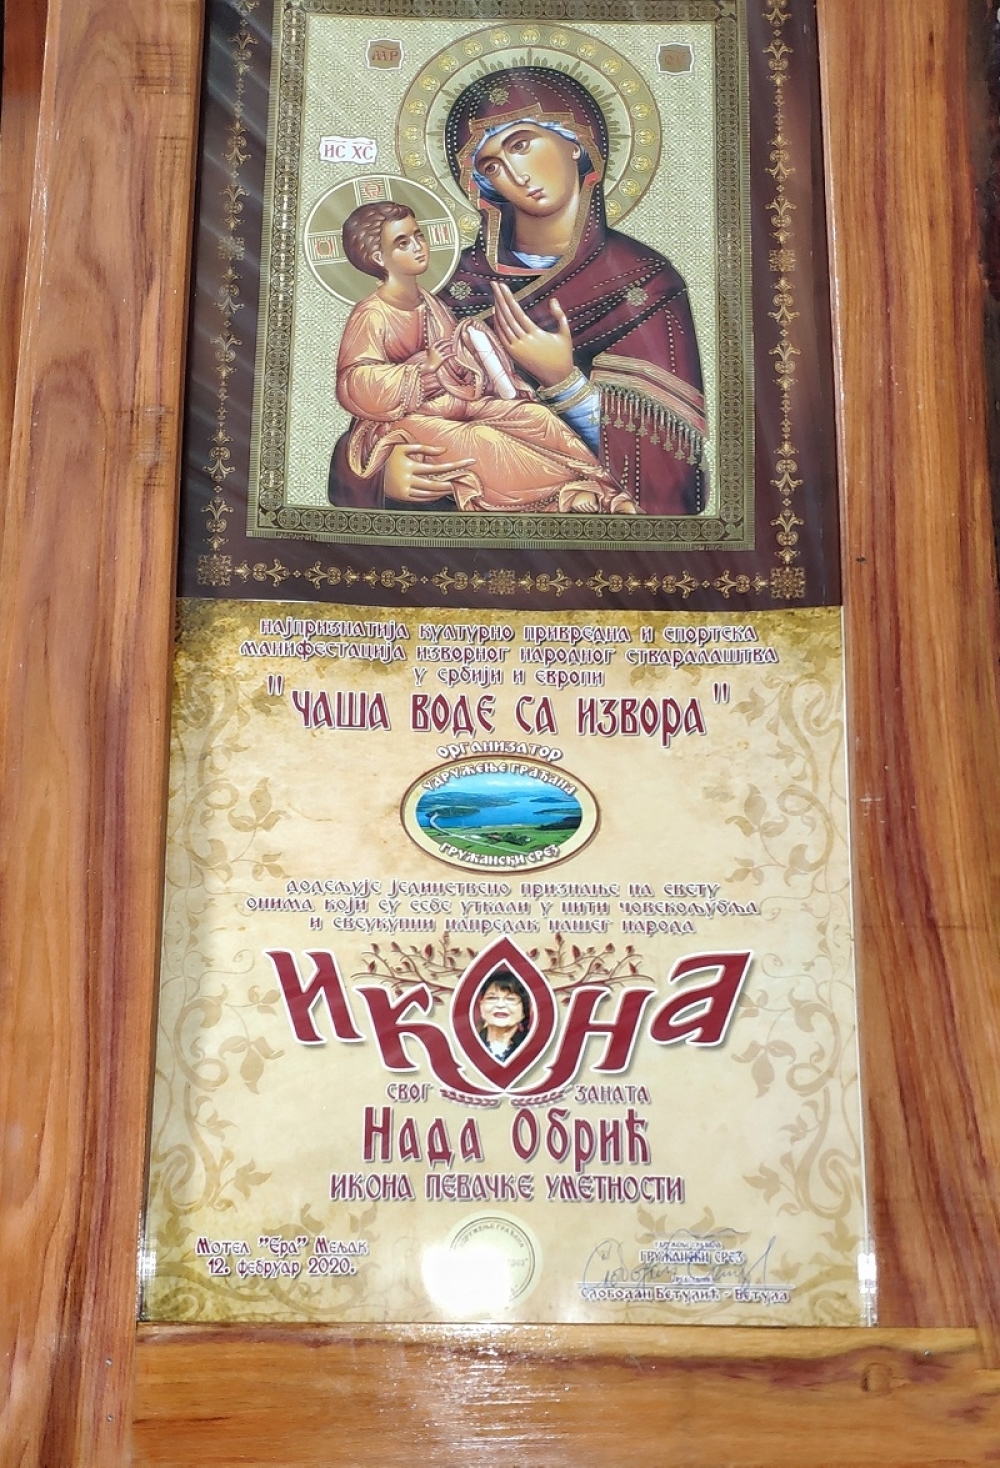 ИС ХС
најпризнатија културно привредна и спортска
манифестација изворног народног стваралаштва
у србији и европи
"ЧАША ВОДЕ СА ИЗВОРА"
организатор
УДРУЖЕЊЕ ГРАЂАНА
ГРУЖАНСКИ СРЕЗ
додељује јединствено признање на свету
онима који су себе уткали у нити човекољубља
и свеукупни напредак нашег народа
ИКОНА
СВОГ ЗАНАТА
Нада Обрић
ИКОНА ПЕВАЧКЕ УМЕТНОСТИ
Мотел "Ера" Мељак
12. фебруар 2020.
ГРУЖАНСКИ СРЕЗ
Слободан Бетулић - Бетула